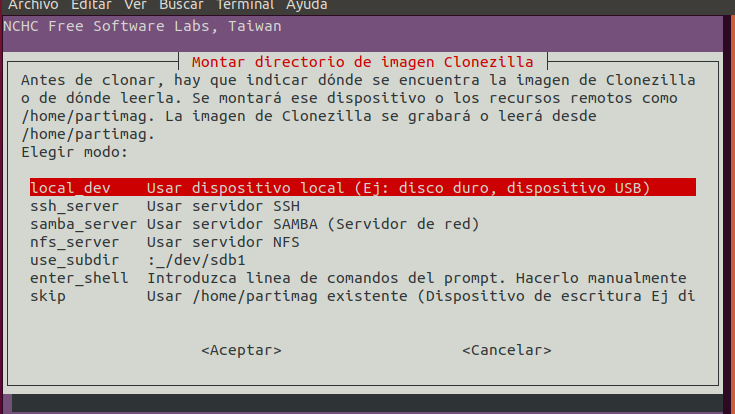 Archivo Editar Ver Buscar Terminal Ayuda
NCHC Free Software Labs, Taiwan
Montar directorio de imagen Clonezilla
Antes de clonar, hay que indicar dónde se encuentra la imagen de Clonezilla
o de dónde leerla. Se montará ese dispositivo o los recursos remotos como
/home/partimag. La imagen de Clonezilla se grabará o leerá desde
/home/partimag.
Elegir modo:
local_dev Usar dispositivo local (Ej: disco duro, dispositivo USB)
ssh_server Usar servidor SSH
samba_server Usar servidor SAMBA (Servidor de red)
nfs_server Usar servidor NFS
use_subdir :_/dev/sdb1
enter_shell Introduzca linea de comandos del prompt. Hacerlo manualmente
skip Usar /home/partimag existente (Dispositivo de escritura Ej di
<Aceptar> <Cancelar>